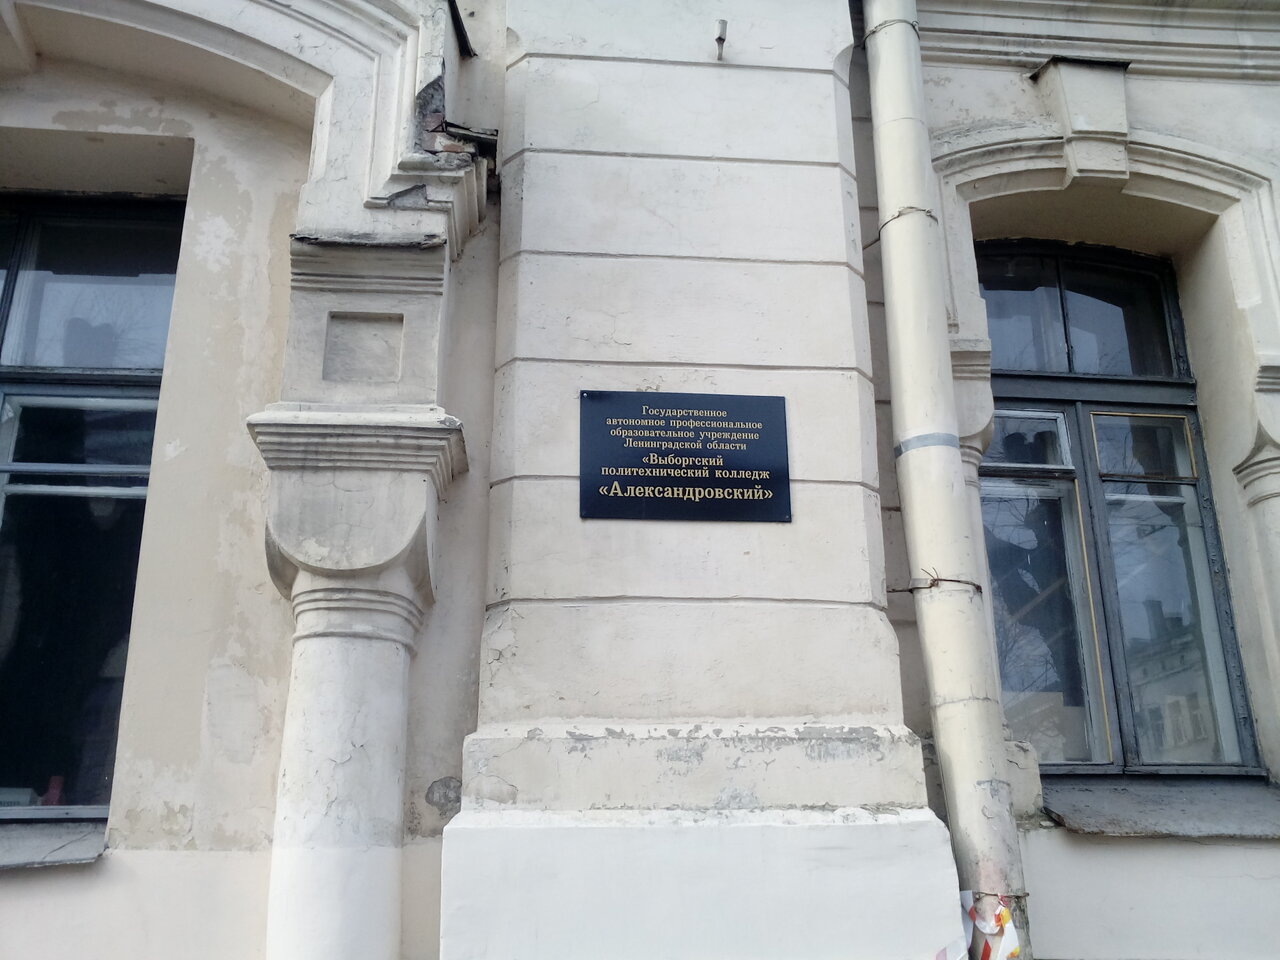 Государственное
автономное профессиональное
образовательное учреждение
Ленинградской области
«Выборгский
политехнический колледж
«Александровский»